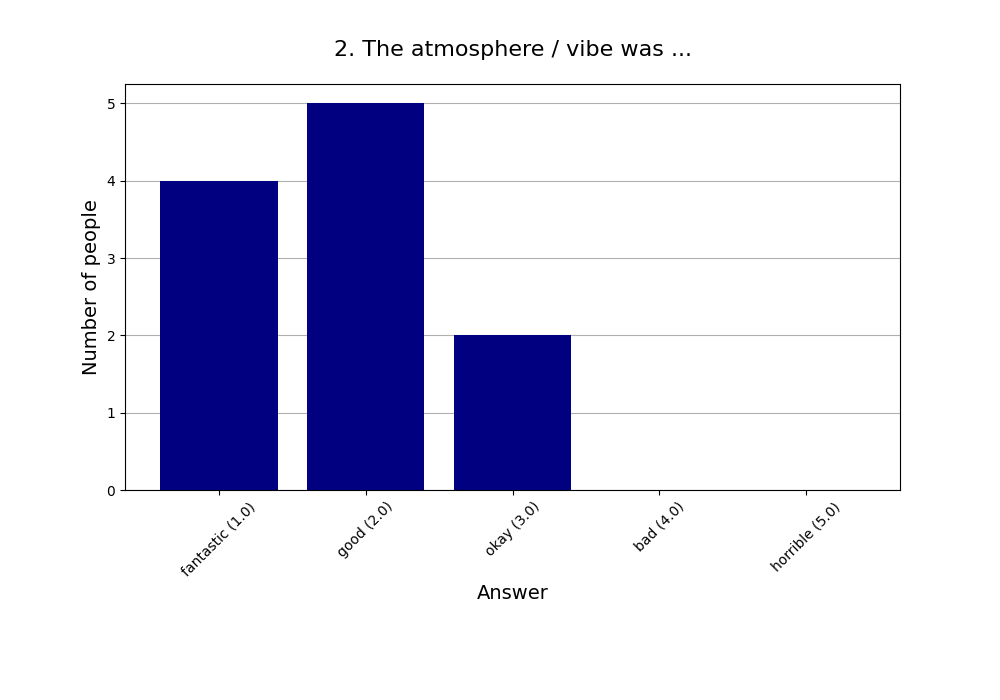 2. The atmosphere / vibe was ...
Number of people
5
4
3
2
1
0
fantastic (1.0)
good (2.0)
okay (3.0)
bad (4.0)
horrible (5.0)
Answer